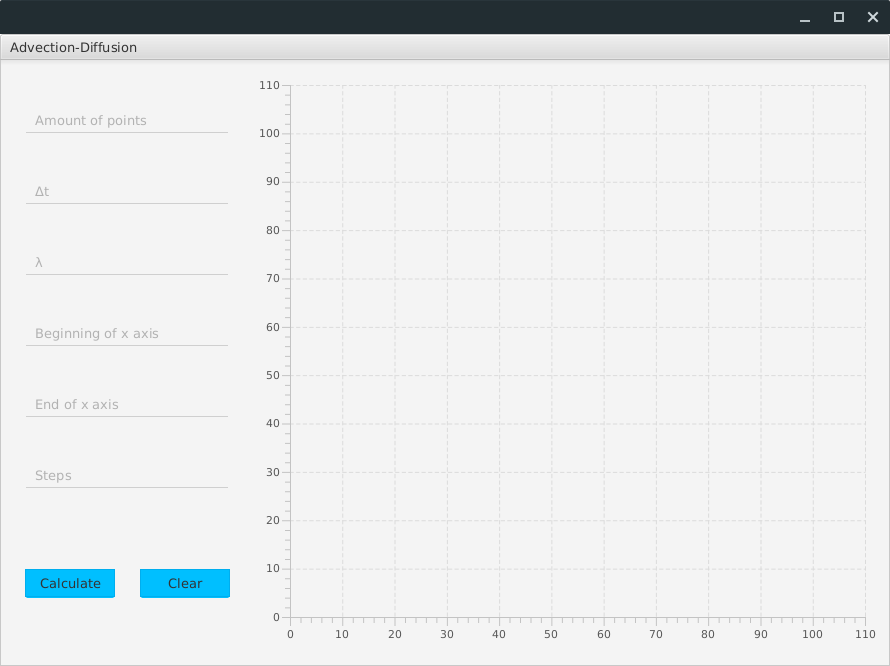 Advection-Diffusion
Amount of points
Δt
λ
Beginning of x axis
End of x axis
Steps
Calculate Clear
110
100
90
80
70
60
50
40
30
20
10
0
0 10 20 30 40 50 60 70 80 90 100 110